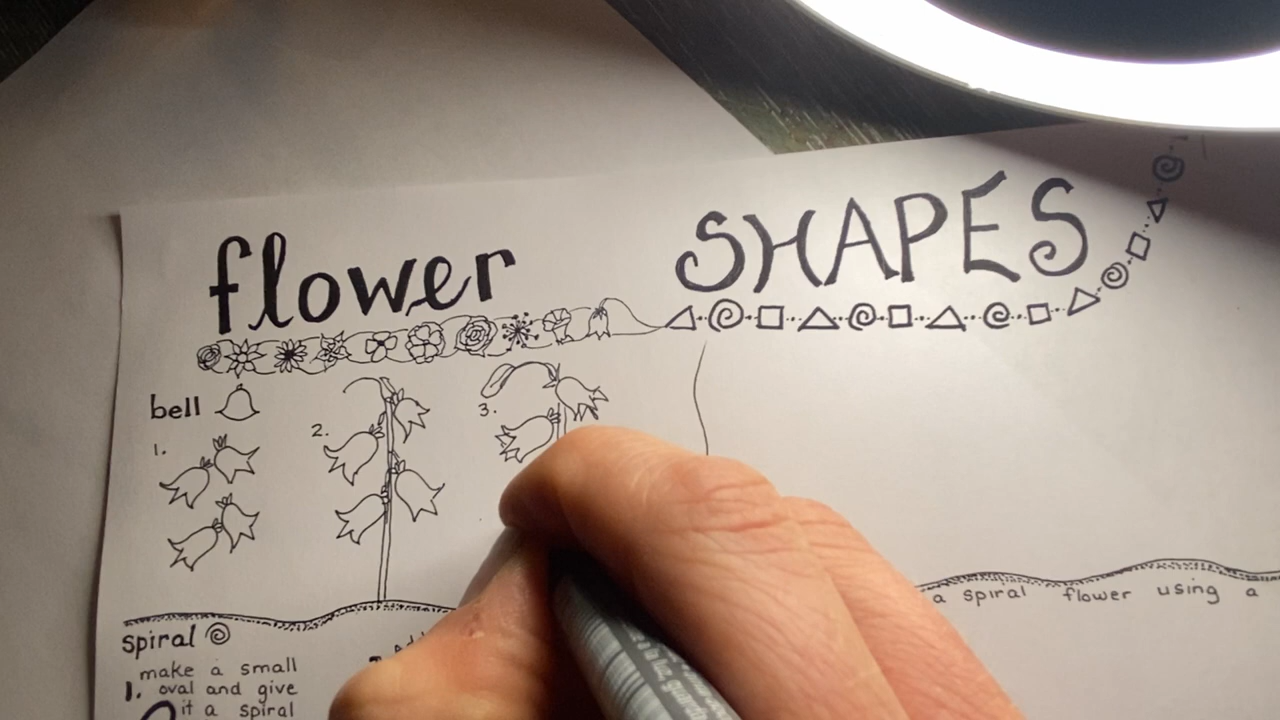 flower SHAPES
bell
1.
2.
3.
spiral
a spiral flower using a
make a small
1. oval and give
it a spiral